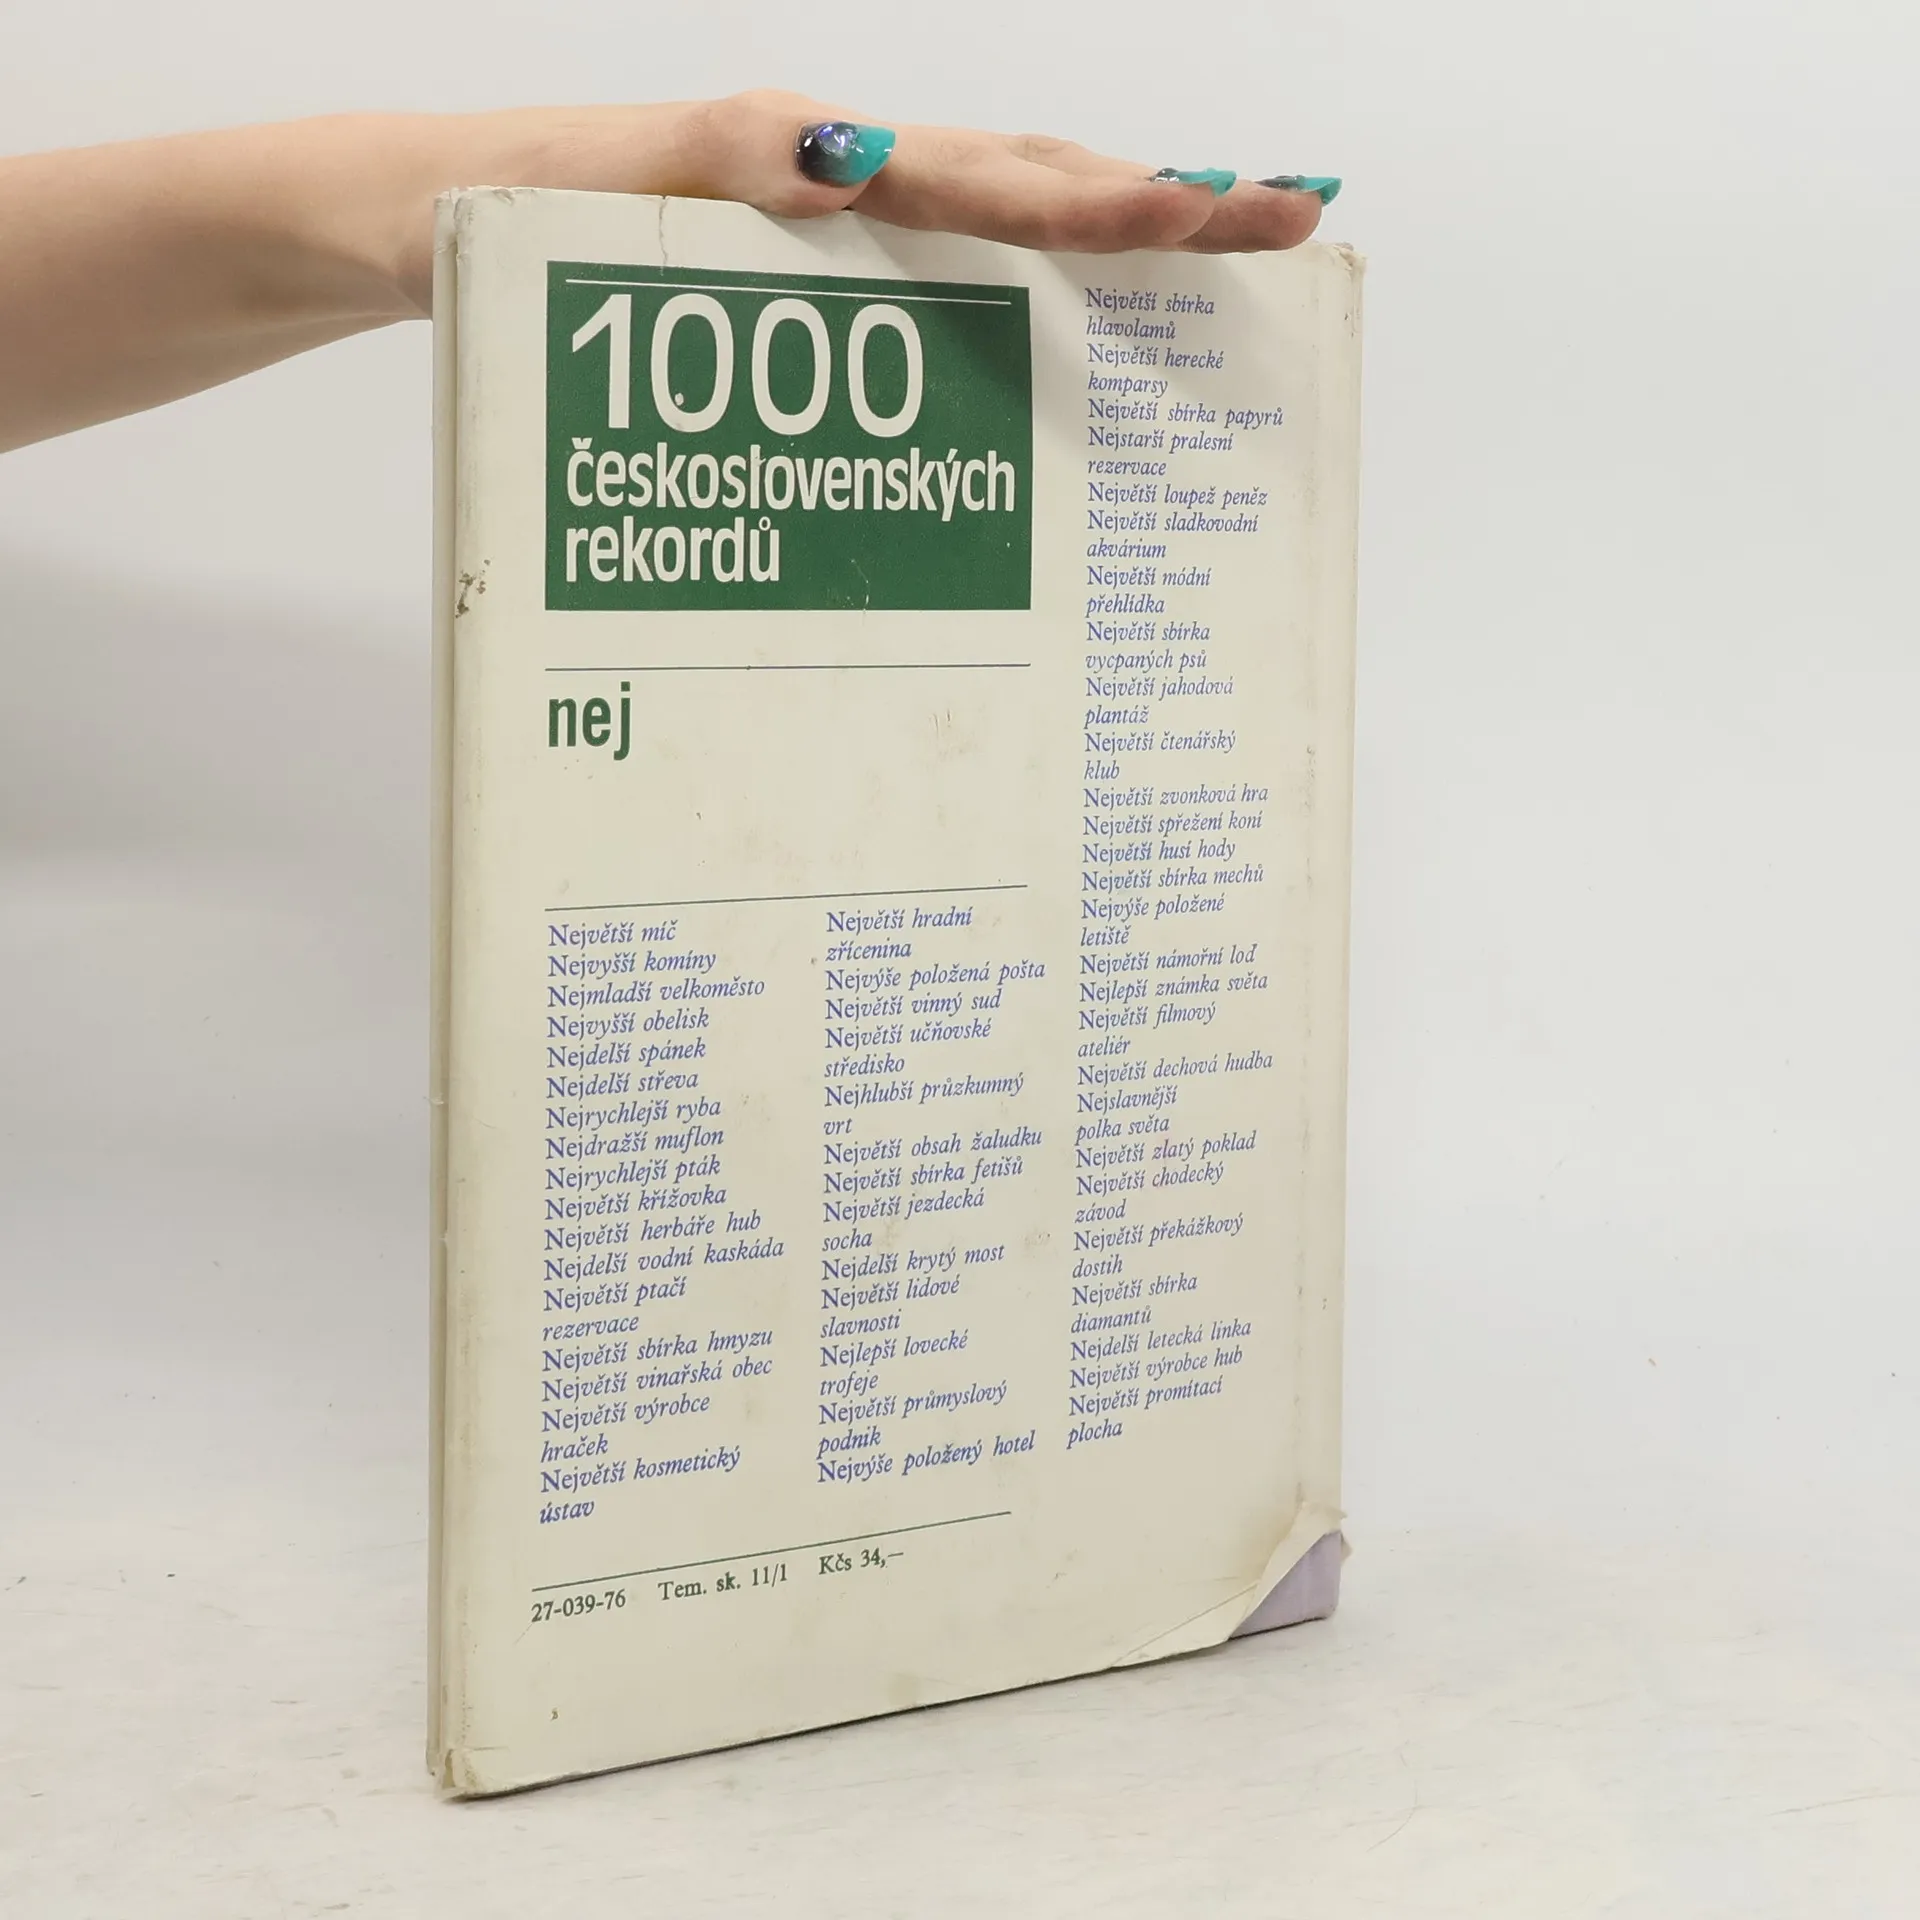 1000
československých
rekordů
nej
Největší míč
Nejvyšší komíny
Nejmladší velkoměsto
Nejvyšší obelisk
Nejdelší spánek
Nejdelší střeva
Nejrychlejší ryba
Nejdražší muflon
Nejrychlejší pták
Největší křížovka
Největší herbáře hub
Nejdelší vodní kaskáda
Největší ptačí
rezervace
Největší sbírka hmyzu
Největší vinařská obec
Největší výrobce
hraček
Největší kosmetický
ústav
Největší hradní
zřícenina
Nejvýše položená pošta
Největší vinný sud
Největší učňovské
středisko
Nejhlubší průzkumný
vrt
Největší obsah žaludku
Největší sbírka fetišů
Největší jezdecká
socha
Nejdelší krytý most
Největší lidové
slavnosti
Nejlepší lovecké
trofeje
Největší průmyslový
podnik
Nejvýše položený hotel
Největší sbírka
hlavolamů
Největší herecké
komparsy
Největší sbírka papyrů
Nejstarší pralesní
rezervace
Největší loupež peněz
Největší sladkovodní
akvárium
Největší módní
přehlídka
Největší sbírka
vycpaných psů
Největší jahodová
plantáž
Největší čtenářský
klub
Největší zvonková hra
Největší spřežení koní
Největší husí hody
Největší sbírka mechů
Nejvýše položené
letiště
Největší námořní loď
Nejlepší známka světa
Největší filmový
ateliér
Největší dechová hudba
Nejslavnější
polka světa
Největší zlatý poklad
Největší chodecký
závod
Největší překážkový
dostih
Největší sbírka
diamantů
Nejdelší letecká linka
Největší výrobce hub
Největší promítací
plocha
27-039-76 Tem. sk. 11/1 Kčs 34,—